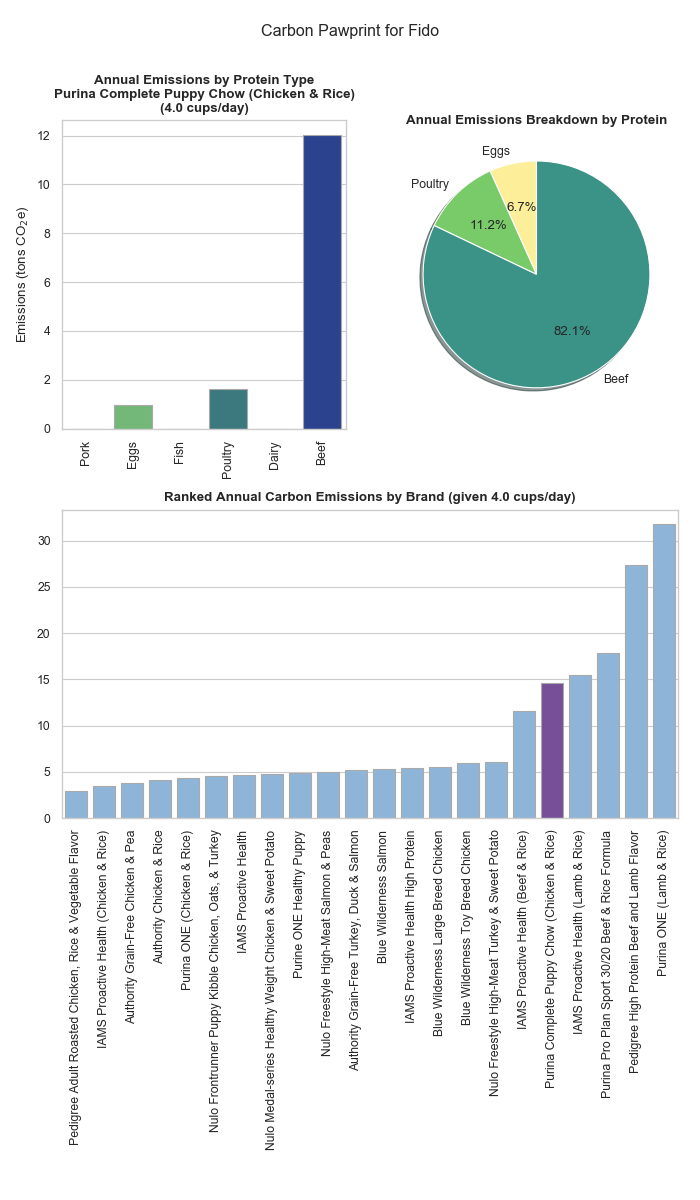 Carbon Pawprint for Fido
Annual Emissions by Protein Type
Purina Complete Puppy Chow (Chicken & Rice)
(4.0 cups/day)
Emissions (tons CO₂e)
12
10
8
6
4
2
0
Pork
Eggs
Fish
Poultry
Dairy
Beef
Annual Emissions Breakdown by Protein
Eggs
Poultry
6.7%
11.2%
82.1%
Beef
Ranked Annual Carbon Emissions by Brand (given 4.0 cups/day)
30
25
20
15
10
5
0
Pedigree Adult Roasted Chicken, Rice & Vegetable Flavor
IAMS Proactive Health (Chicken & Rice)
Authority Grain-Free Chicken & Pea
Authority Chicken & Rice
Purina ONE (Chicken & Rice)
Nulo Frontrunner Puppy Kibble Chicken, Oats, & Turkey
IAMS Proactive Health
Nulo Medal-series Healthy Weight Chicken & Sweet Potato
Purine ONE Healthy Puppy
Nulo Freestyle High-Meat Salmon & Peas
Authority Grain-Free Turkey, Duck & Salmon
Blue Wilderness Salmon
IAMS Proactive Health High Protein
Blue Wilderness Large Breed Chicken
Blue Wilderness Toy Breed Chicken
Nulo Freestyle High-Meat Turkey & Sweet Potato
IAMS Proactive Health (Beef & Rice)
Purina Complete Puppy Chow (Chicken & Rice)
IAMS Proactive Health (Lamb & Rice)
Purina Pro Plan Sport 30/20 Beef & Rice Formula
Pedigree High Protein Beef and Lamb Flavor
Purina ONE (Lamb & Rice)